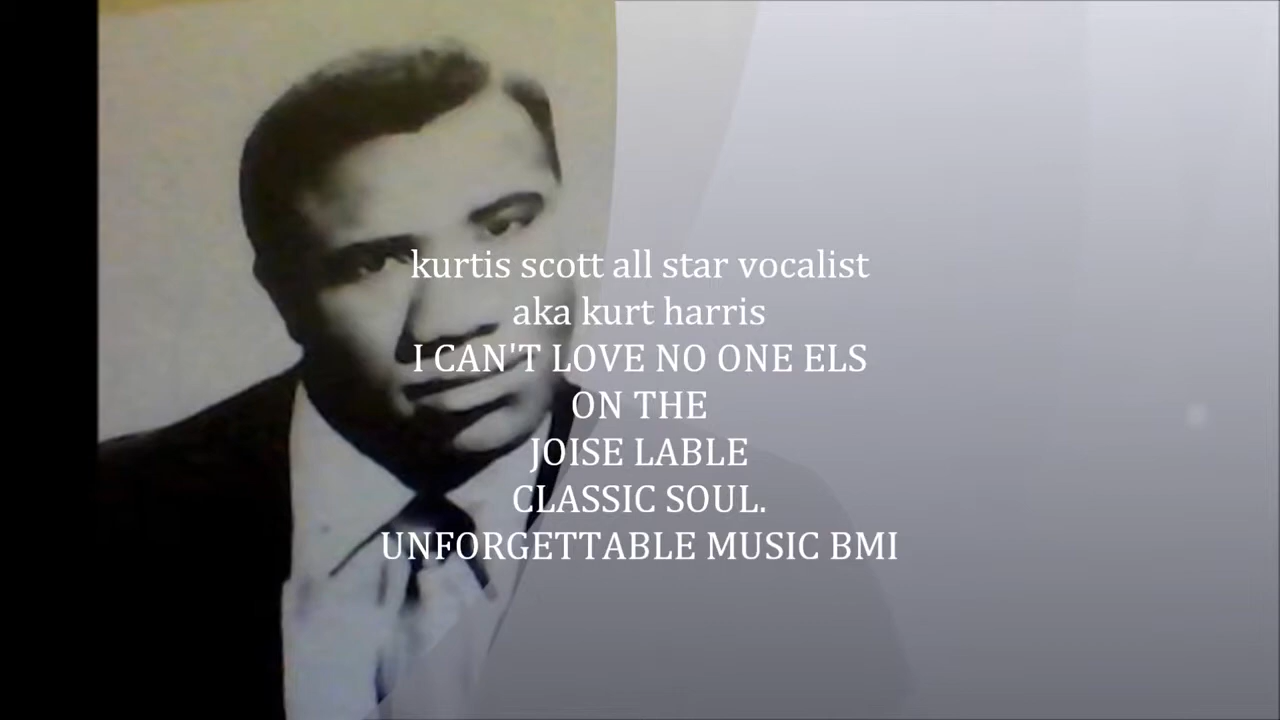 kurtis scott all star vocalist
aka kurt harris
I CAN'T LOVE NO ONE ELS
ON THE
JOISE LABLE
CLASSIC SOUL.
UNFORGETTABLE MUSIC BMI